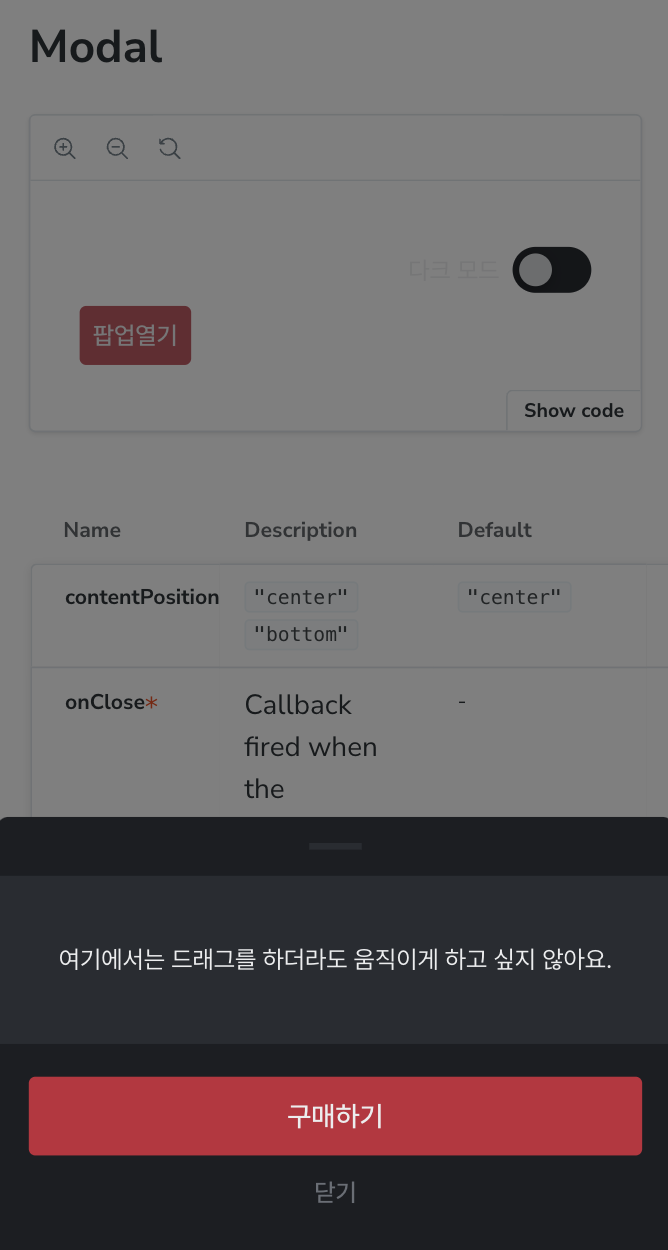 Modal
다크 모드
팝업열기
Show code
Name Description Default
contentPosition "center" "center"
"bottom"
onClose* Callback -
fired when
the
여기에서는 드래그를 하더라도 움직이게 하고 싶지 않아요.
구매하기
닫기